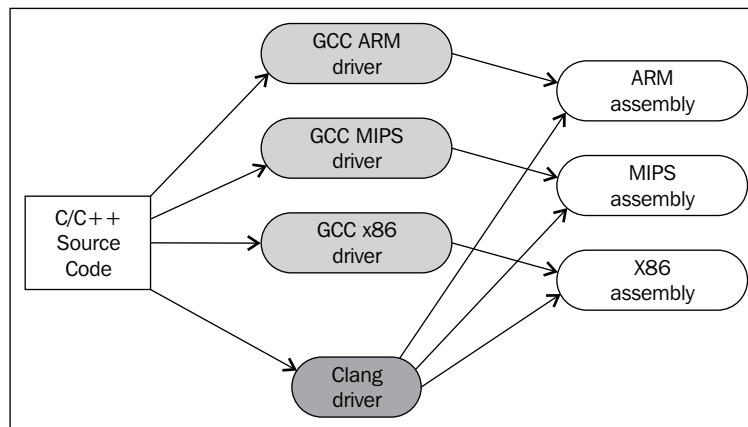 C/C++
Source
Code
GCC ARM
driver
GCC MIPS
driver
GCC x86
driver
Clang
driver
ARM
assembly
MIPS
assembly
X86
assembly